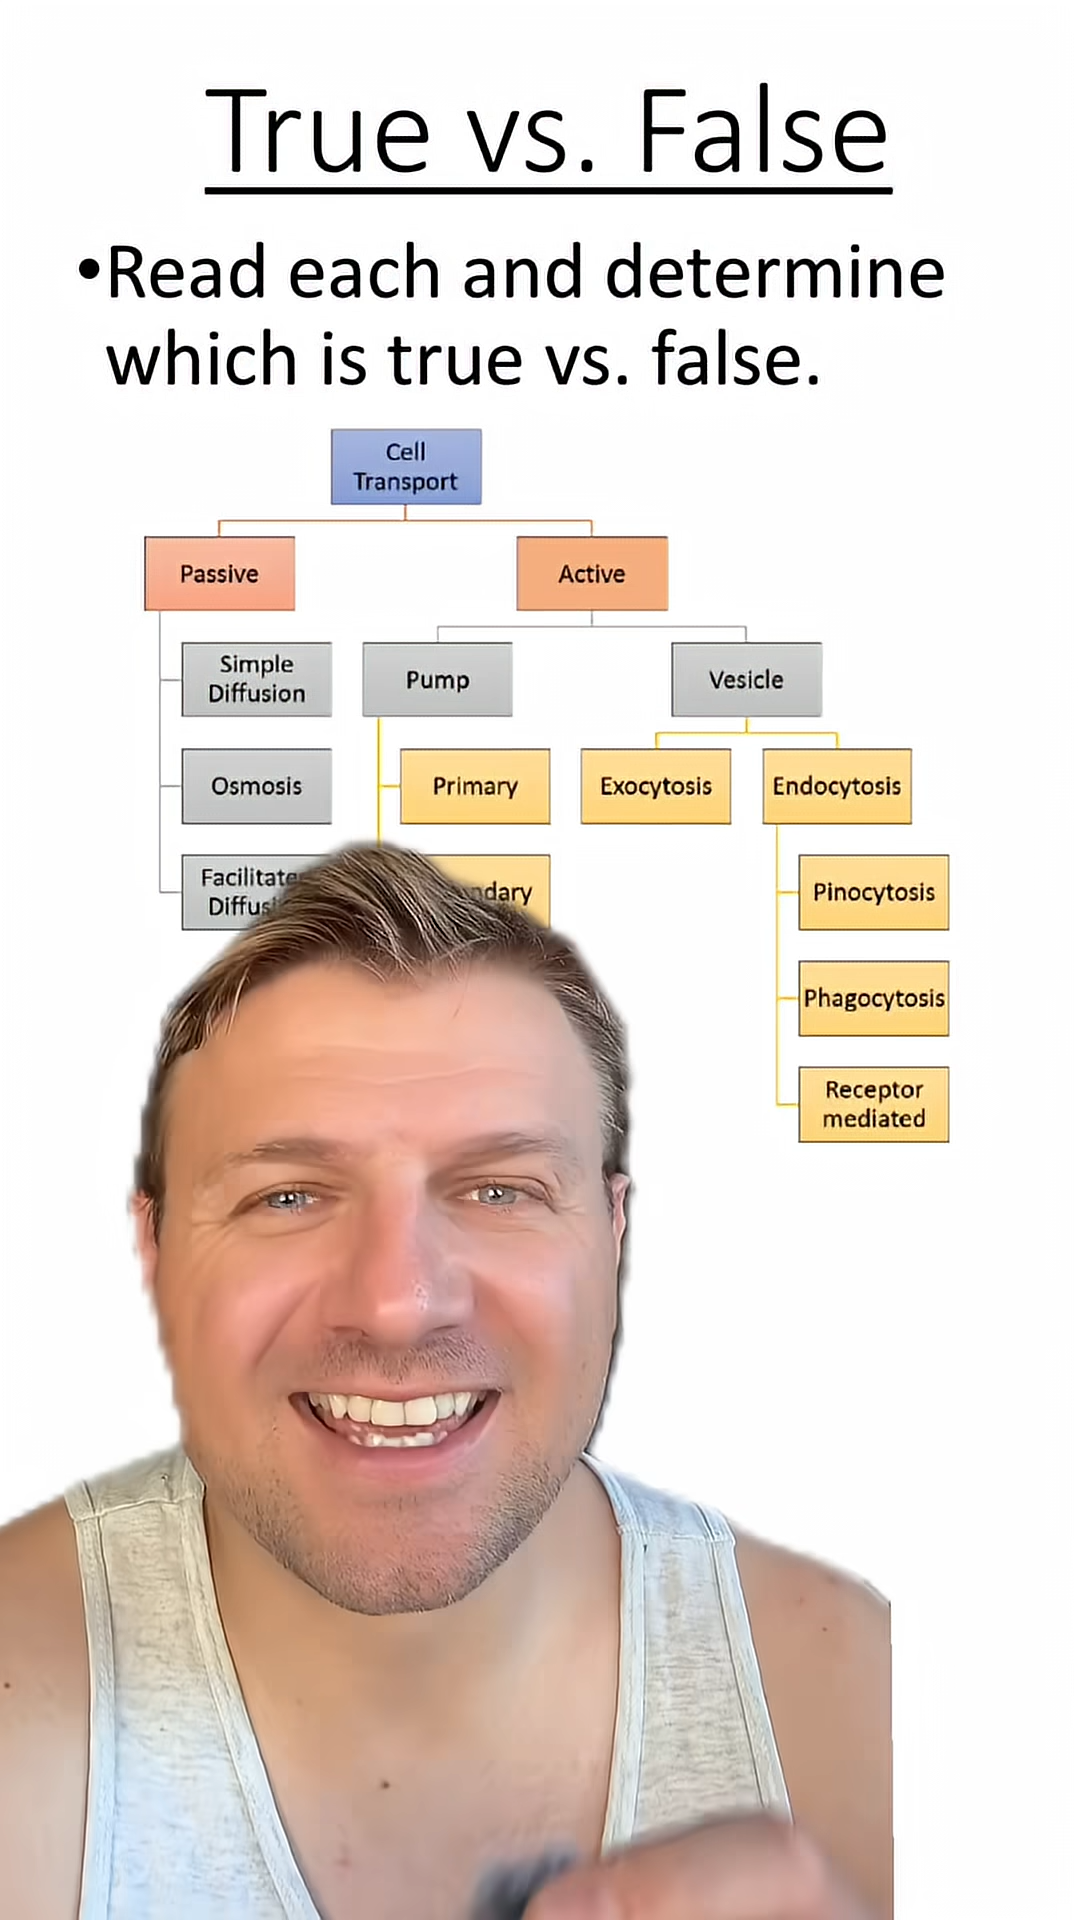 True vs. False
•Read each and determine
which is true vs. false.
Cell
Transport
Passive
Active
Simple
Diffusion
Pump
Vesicle
Osmosis
Primary
Exocytosis
Endocytosis
Pinocytosis
Phagocytosis
Receptor
mediated